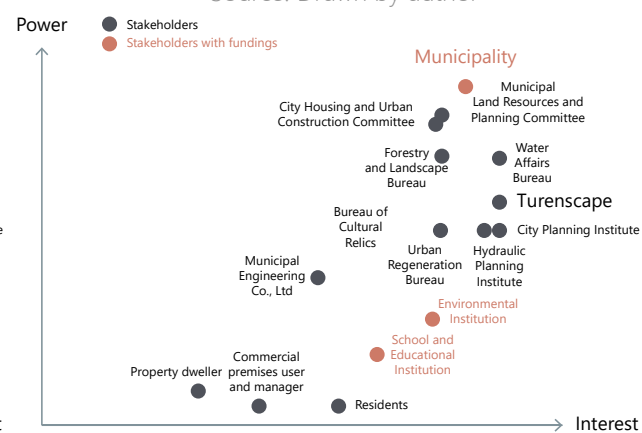 Power
Stakeholders
Stakeholders with fundings
Municipality
Municipal
Land Resources and
Planning Committee
City Housing and Urban
Construction Committee
Forestry
and Landscape
Bureau
Water
Affairs
Bureau
Turenscape
Bureau of
Cultural
Relics
City Planning Institute
Urban
Regeneration
Bureau
Hydraulic
Planning
Institute
Municipal
Engineering
Co., Ltd
Environmental
Institution
School and
Educational
Institution
Property dweller
Commercial
premises user
and manager
Residents
Interest